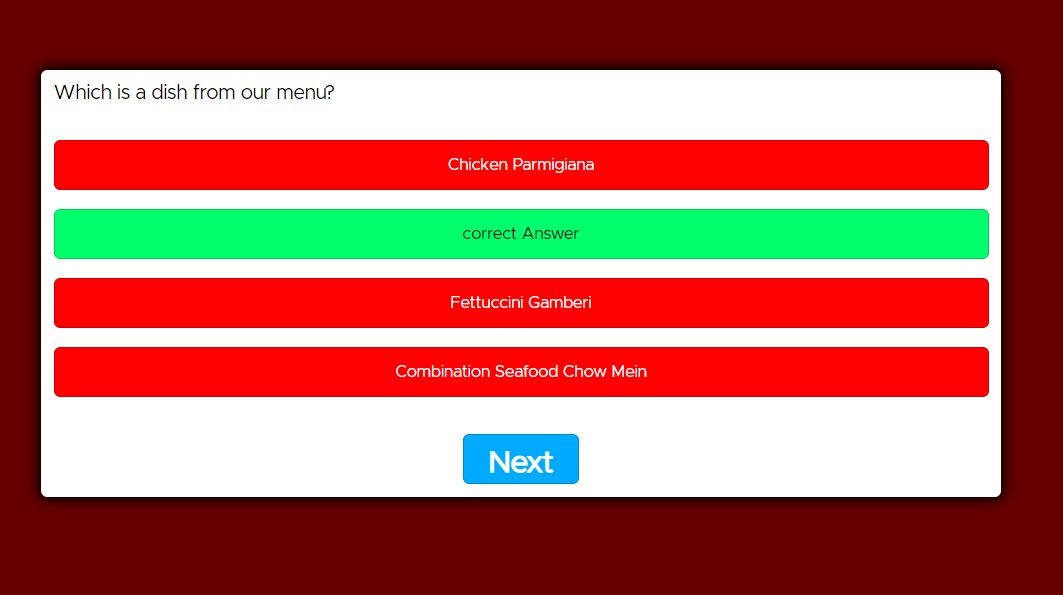 Which is a dish from our menu?
Chicken Parmigiana
correct Answer
Fettuccini Gamberi
Combination Seafood Chow Mein
Next